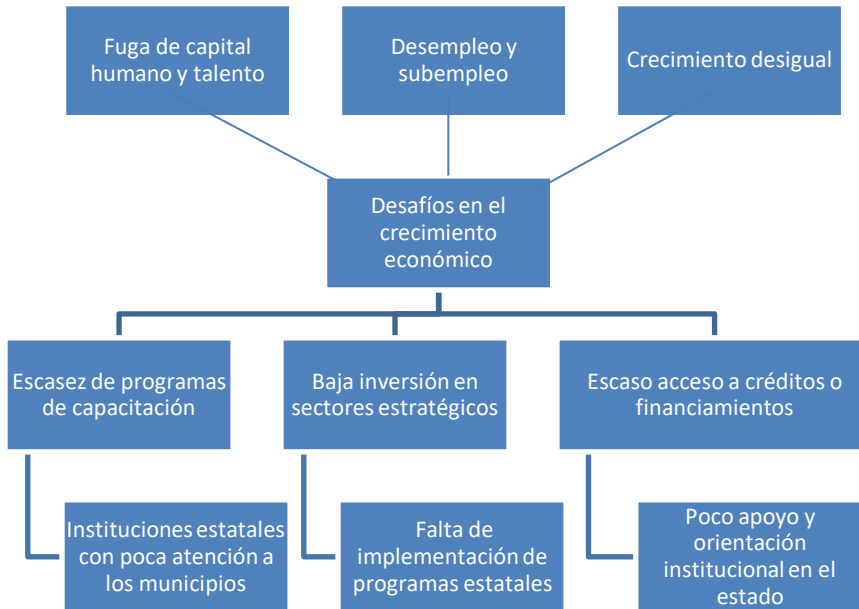 Fuga de capital
humano y talento
Desempleo y
subempleo
Crecimiento desigual
Desafíos en el
crecimiento
económico
Escasez de programas
de capacitación
Baja inversión en
sectores estratégicos
Escaso acceso a créditos o
financiamientos
Instituciones estatales
con poca atención a
los municipios
Falta de
implementación de
programas estatales
Poco apoyo y
orientación
institucional en el
estado